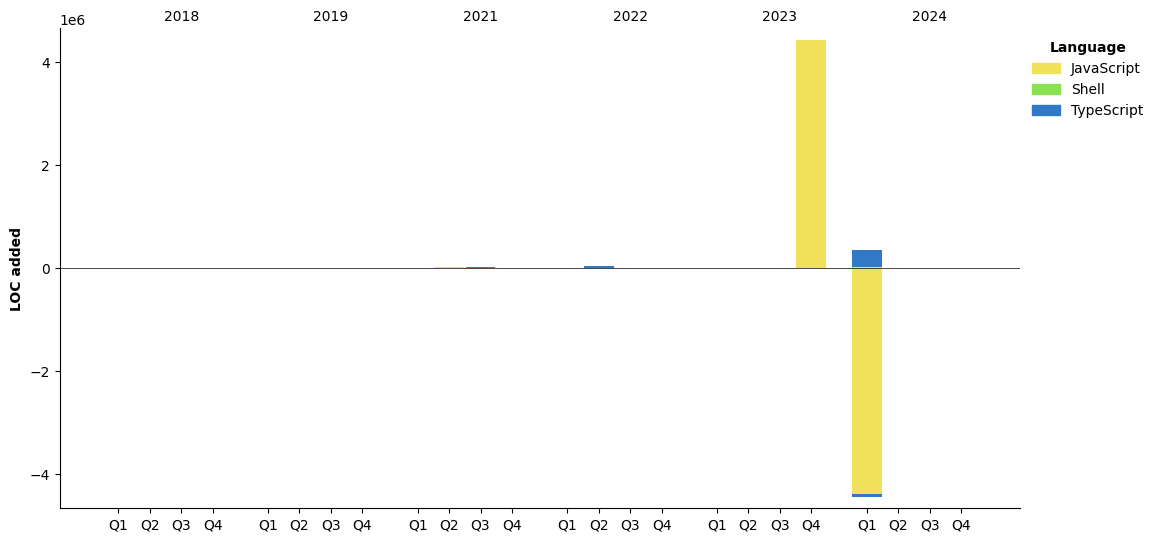 1e6
2018 2019 2021 2022 2023 2024
Language
JavaScript
Shell
TypeScript
LOC added
4
2
0
−2
−4
Q1 Q2 Q3 Q4 Q1 Q2 Q3 Q4 Q1 Q2 Q3 Q4 Q1 Q2 Q3 Q4 Q1 Q2 Q3 Q4 Q1 Q2 Q3 Q4